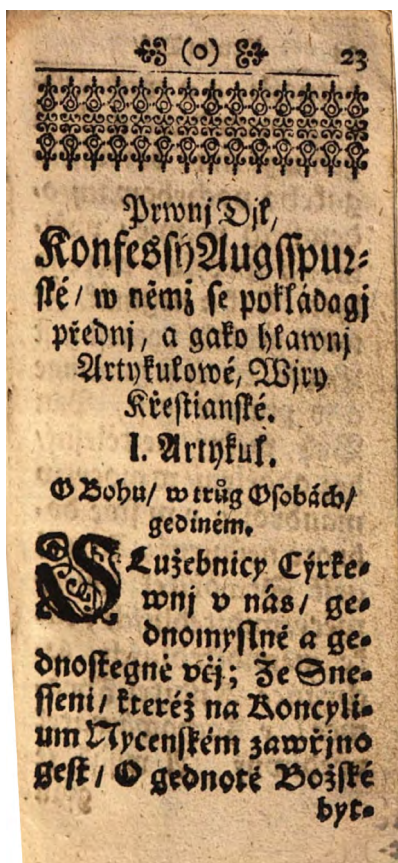 (o) 23
Prwnj Djl,
Konfessý Augsspur⸗
ské / w němž se pokládagj
přednj, a gako hlawnj
Artykulowé, Wjry
Křestianské.
I. Artykul.
O Bohu / w trůg Osobách /
gediném.
SLužebnicy Cýrke⸗
wnj v nás / ge⸗
dnomyslně a ge⸗
dnostegně včj; Že Sne⸗
ssenj / kteréž na Koncyli⸗
um Nycenském zawřjno
gest / O gednotě Božské
byt⸗